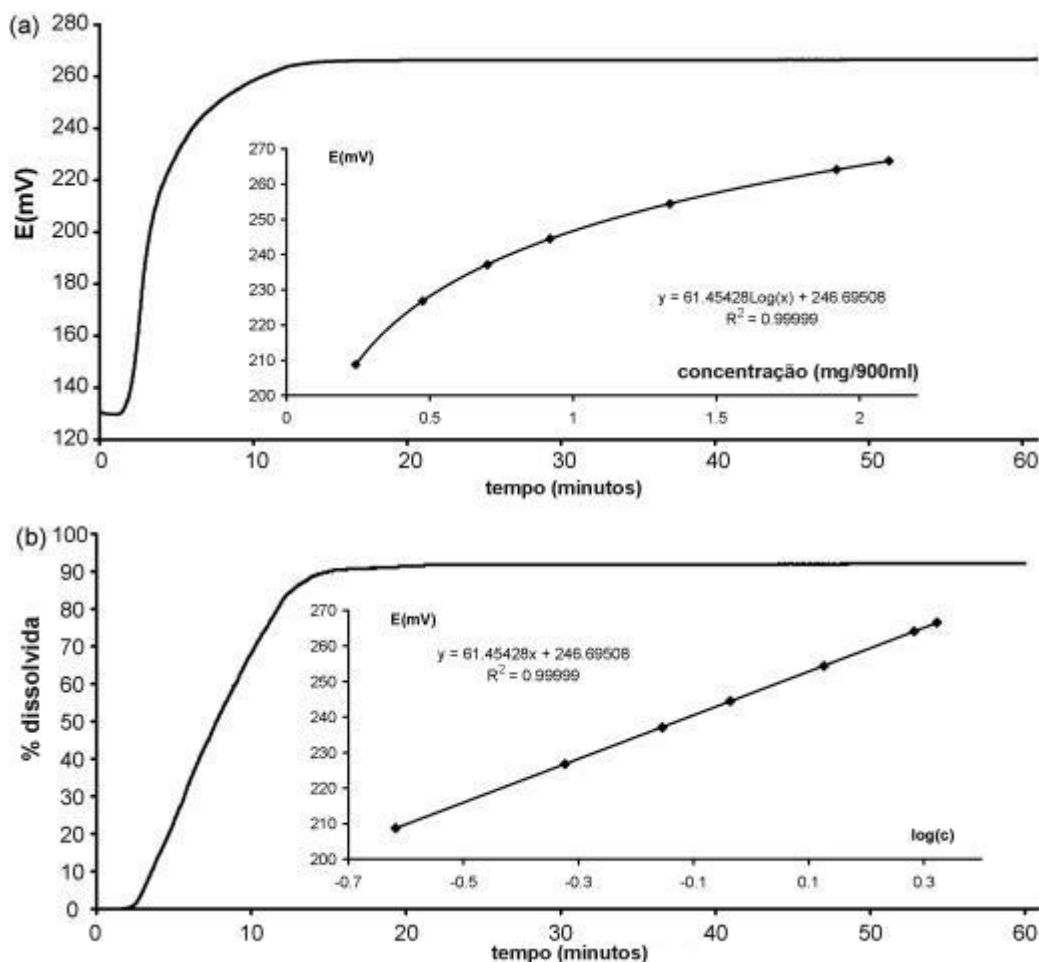 (a)
280
260
240
220
200
180
160
140
120
E(mV)
0 10 20 30 40 50 60
tempo (minutos)
E(mV)
270
260
250
240
230
220
210
200
0 0.5 1 1.5 2
y = 61.45428Log(x) + 246.69508
R² = 0.99999
concentração (mg/900ml)
(b)
100
90
80
70
60
50
40
30
20
10
0
% dissolvida
0 10 20 30 40 50 60
tempo (minutos)
E(mV)
270
260
250
240
230
220
210
200
-0.7 -0.5 -0.3 -0.1 0.1 0.3
y = 61.45428x + 246.69508
R² = 0.99999
log(c)